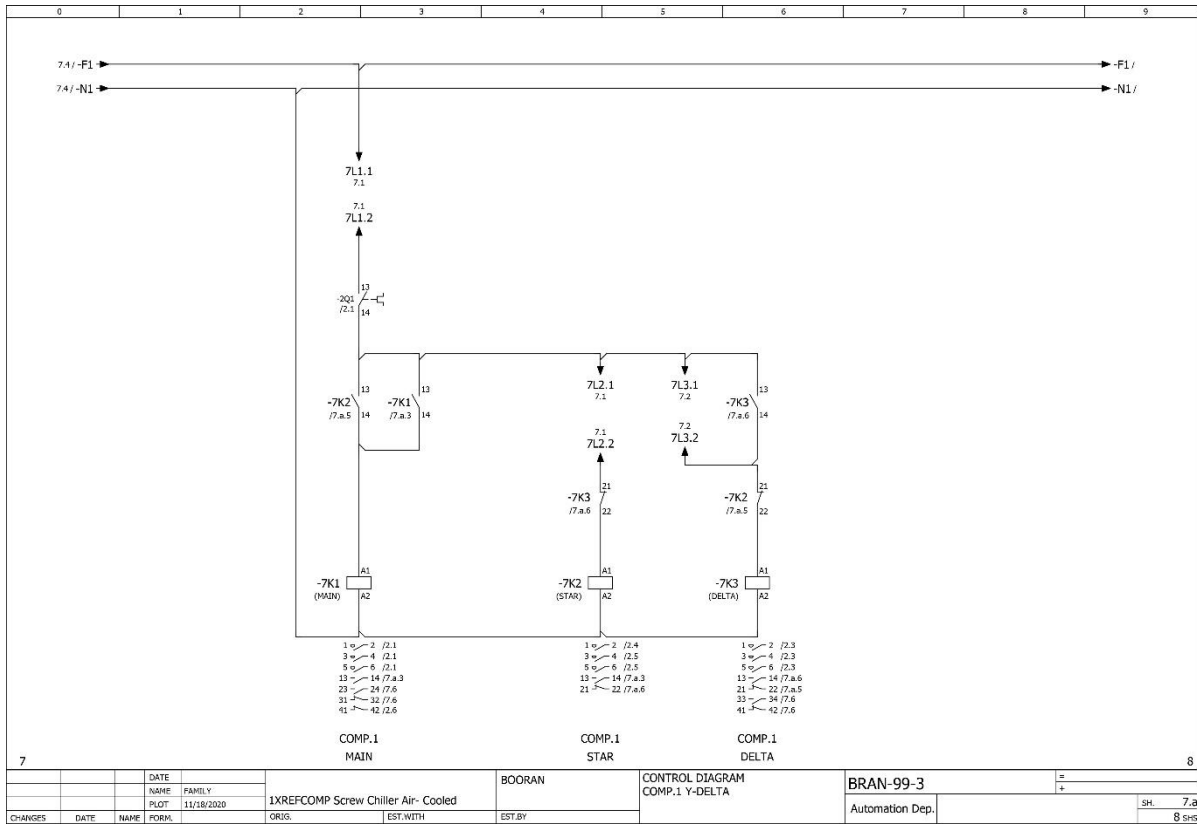 0 1 2 3 4 5 6 7 8 9
7.4 / -F1
-F1 /
7.4 / -N1
-N1 /
7L1.1
7.1
7.1
7L1.2
13
-2Q1
/2.1
14
13
-7K2
/7.a.5
14
13
-7K1
/7.a.3
14
7L2.1
7.1
7L3.1
7.2
13
-7K3
/7.a.6
14
7.1
7L2.2
7.2
7L3.2
21
-7K3
/7.a.6
22
21
-7K2
/7.a.5
22
A1
-7K1
(MAIN)
A2
A1
-7K2
(STAR)
A2
A1
-7K3
(DELTA)
A2
1 2 /2.1
3 4 /2.1
5 6 /2.1
13 14 /7.a.3
23 24 /7.6
31 32 /7.6
41 42 /2.6
1 2 /2.4
3 4 /2.5
5 6 /2.5
13 14 /7.a.3
21 22 /7.a.6
1 2 /2.3
3 4 /2.3
5 6 /2.3
13 14 /7.a.6
21 22 /7.a.5
33 34 /7.6
41 42 /7.6
COMP.1
MAIN
COMP.1
STAR
COMP.1
DELTA
7
8
DATE
NAME FAMILY
PLOT 11/18/2020
CHANGES DATE NAME FORM.
1XREFCOMP Screw Chiller Air- Cooled
ORIG. EST.WITH EST.BY
BOORAN
CONTROL DIAGRAM
COMP.1 Y-DELTA
BRAN-99-3
Automation Dep.
=
+
SH. 7.a
8 SHS